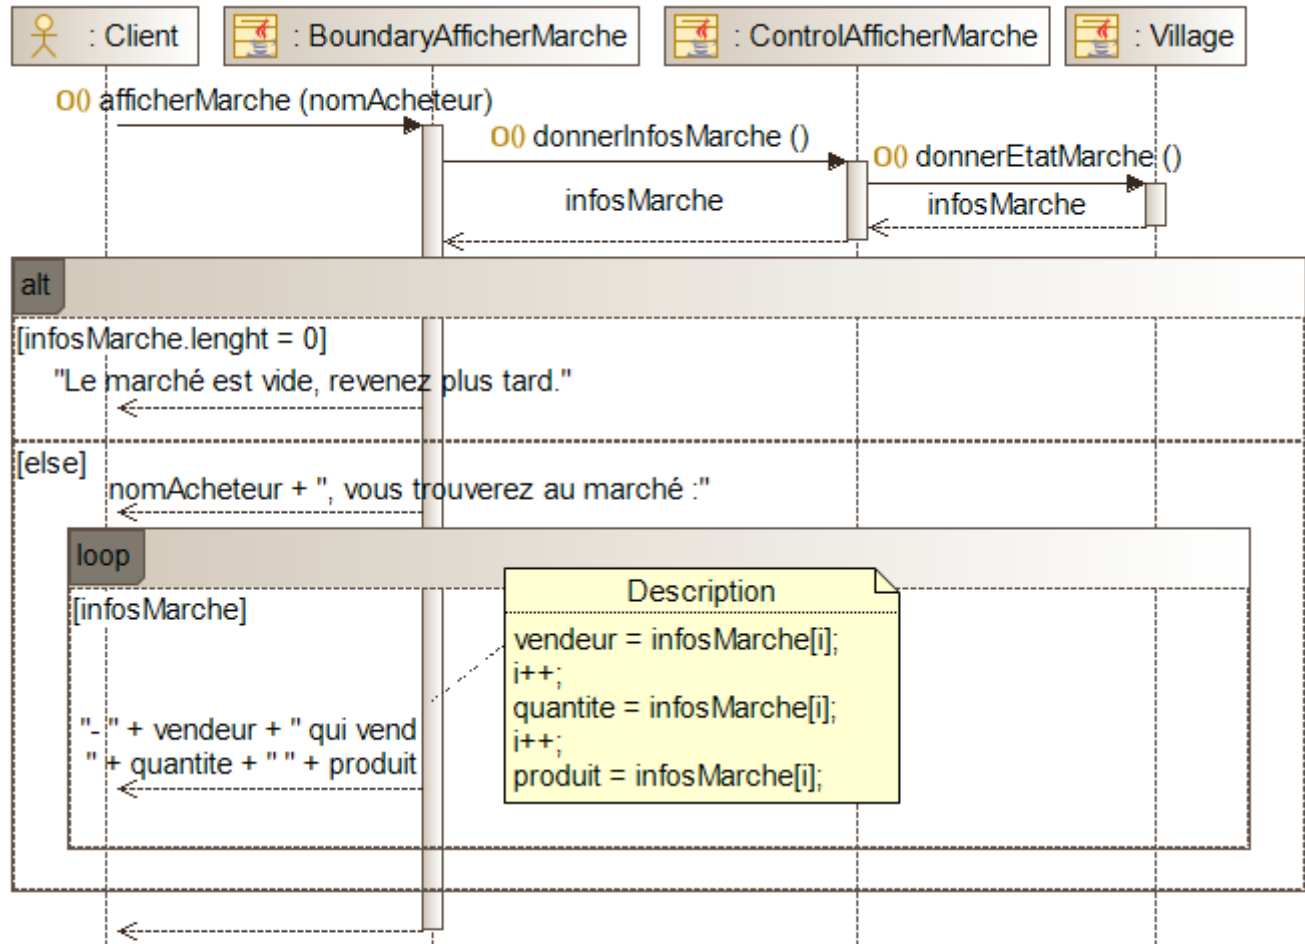 : Client
: BoundaryAfficherMarche
: ControlAfficherMarche
: Village
O() afficherMarche (nomAcheteur)
O() donnerInfosMarche ()
O() donnerEtatMarche ()
infosMarche
infosMarche
alt
[infosMarche.lenght = 0]
"Le marché est vide, revenez plus tard."
[else]
nomAcheteur + ", vous trouverez au marché :"
loop
[infosMarche]
Description
vendeur = infosMarche[i];
i++;
quantite = infosMarche[i];
i++;
produit = infosMarche[i];
"- " + vendeur + " qui vend
" + quantite + " " + produit